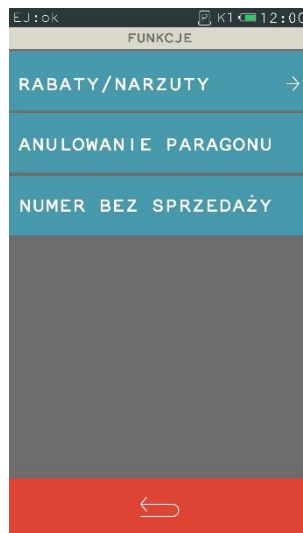 EJ:ok P K1 12:00
FUNKCJE
RABATY/NARZUTY →
ANULOWANIE PARAGONU
NUMER BEZ SPRZEDAŻY